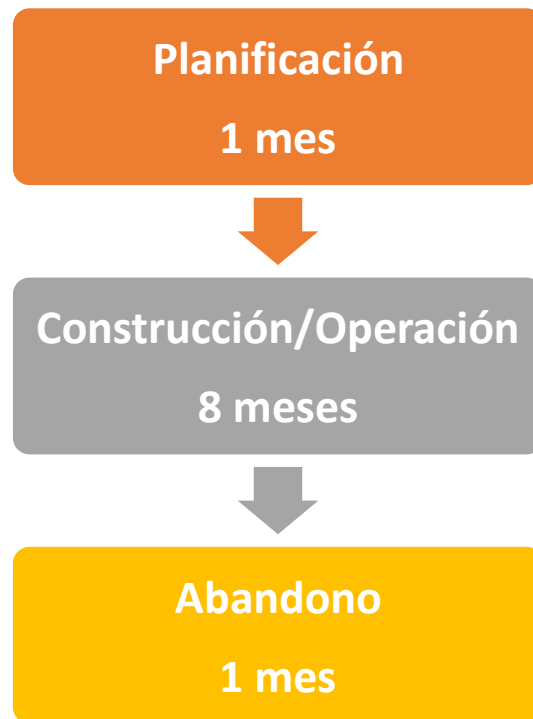 Planificación
1 mes
Construcción/Operación
8 meses
Abandono
1 mes